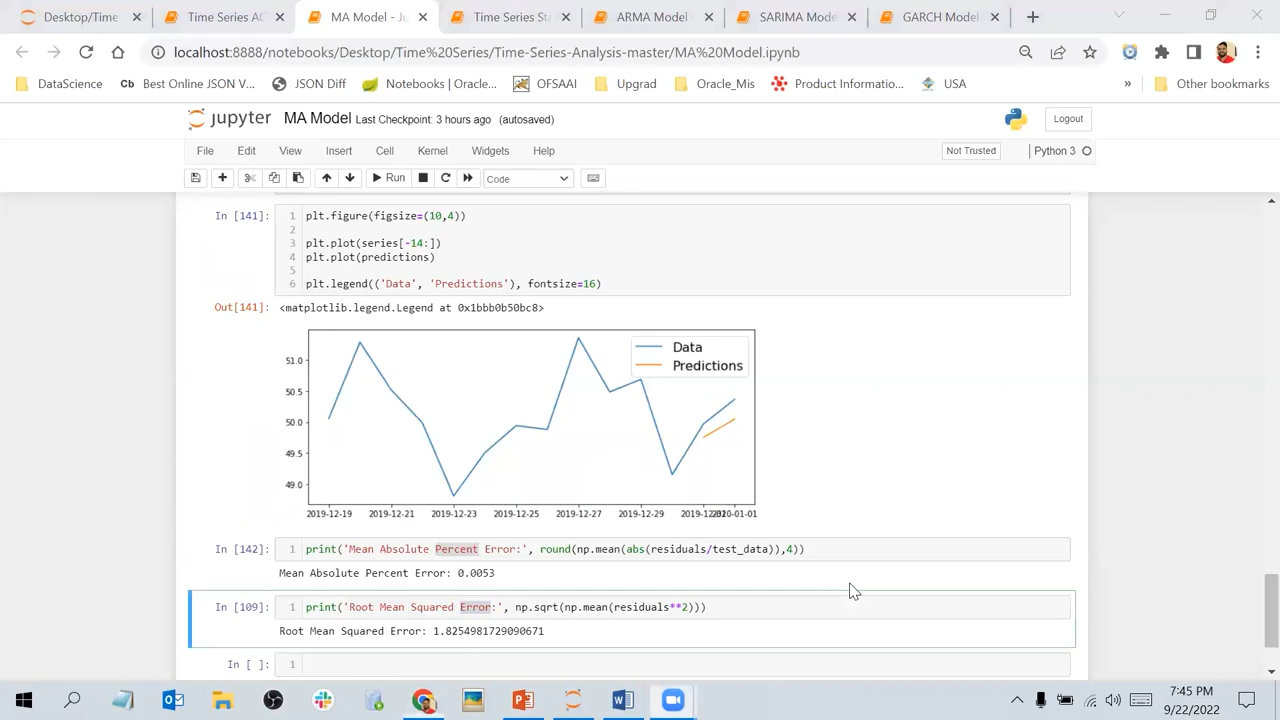 Desktop/Time
Time Series AC
MA Model - Ju
Time Series Str
ARMA Model
SARIMA Mode
GARCH Model
localhost:8888/notebooks/Desktop/Time%20Series/Time-Series-Analysis-master/MA%20Model.ipynb
DataScience
Cb Best Online JSON V...
JSON Diff
Notebooks | Oracle...
OFSAAI
Upgrad
Oracle_Mis
Product Informatio...
USA
»
Other bookmarks
jupyter MA Model Last Checkpoint: 3 hours ago (autosaved)
Logout
File Edit View Insert Cell Kernel Widgets Help
Not Trusted
Python 3
Run
Code
In [141]:
1 plt.figure(figsize=(10,4))
2
3 plt.plot(series[-14:])
4 plt.plot(predictions)
5
6 plt.legend(('Data', 'Predictions'), fontsize=16)
Out[141]: <matplotlib.legend.Legend at 0x1bbb0b50bc8>
Data
Predictions
51.0
50.5
50.0
49.5
49.0
2019-12-19 2019-12-21 2019-12-23 2019-12-25 2019-12-27 2019-12-29 2019-12-31 2020-01-01
In [142]: 1 print('Mean Absolute Percent Error:', round(np.mean(abs(residuals/test_data)),4))
Mean Absolute Percent Error: 0.0053
In [109]: 1 print('Root Mean Squared Error:', np.sqrt(np.mean(residuals**2)))
Root Mean Squared Error: 1.8254981729090671
In [ ]: 1
7:45 PM
9/22/2022